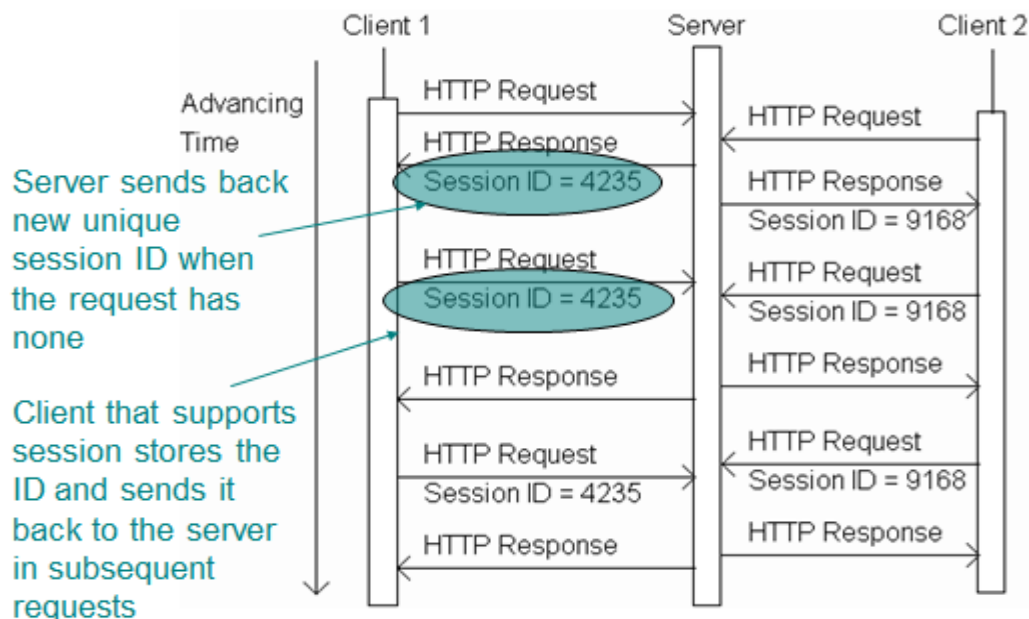 Client 1
Server
Client 2
Advancing
Time
HTTP Request
HTTP Response
Session ID = 4235
HTTP Request
Session ID = 4235
HTTP Response
HTTP Request
Session ID = 4235
HTTP Response
HTTP Request
HTTP Response
Session ID = 9168
HTTP Request
Session ID = 9168
HTTP Response
HTTP Request
Session ID = 9168
HTTP Response
Server sends back
new unique
session ID when
the request has
none
Client that supports
session stores the
ID and sends it
back to the server
in subsequent
requests